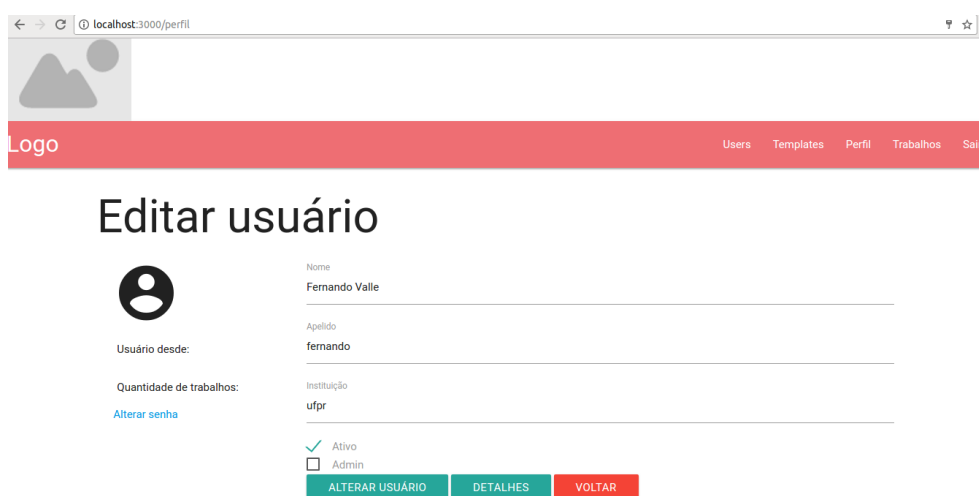 localhost:3000/perfil
Logo
Users Templates Perfil Trabalhos Sai
Editar usuário
Nome
Fernando Valle
Apelido
fernando
Usuário desde:
Quantidade de trabalhos:
Instituição
ufpr
Alterar senha
Ativo
Admin
ALTERAR USUÁRIO DETALHES VOLTAR